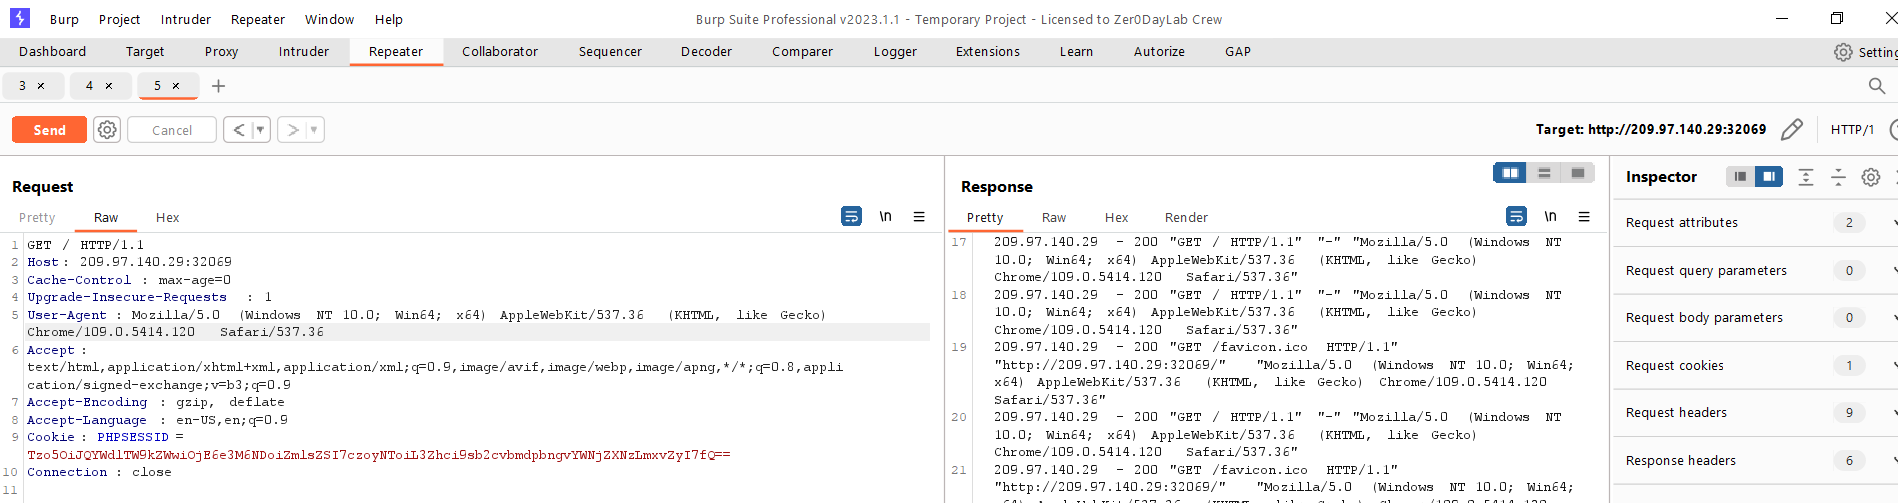 Burp Project Intruder Repeater Window Help
Burp Suite Professional v2023.1.1 - Temporary Project - Licensed to Zer0DayLab Crew
Dashboard Target Proxy Intruder Repeater Collaborator Sequencer Decoder Comparer Logger Extensions Learn Autorize GAP
Setting
3 × 4 × 5 × +
Send Cancel < >
Target: http://209.97.140.29:32069
HTTP/1
Request
Pretty Raw Hex
\n
1 GET / HTTP/1.1
2 Host: 209.97.140.29:32069
3 Cache-Control: max-age=0
4 Upgrade-Insecure-Requests: 1
5 User-Agent: Mozilla/5.0 (Windows NT 10.0; Win64; x64) AppleWebKit/537.36 (KHTML, like Gecko)
Chrome/109.0.5414.120 Safari/537.36
6 Accept:
text/html,application/xhtml+xml,application/xml;q=0.9,image/avif,image/webp,image/apng,*/*;q=0.8,appli
cation/signed-exchange;v=b3;q=0.9
7 Accept-Encoding: gzip, deflate
8 Accept-Language: en-US,en;q=0.9
9 Cookie: PHPSESSID=
Tzo5OiJQYWdlTW9kZWwiOjE6e3M6NDoiZmlsZSI7czoyNToiL3Zhci9sb2cvbmdpbngvYWNjZXNzLmxvZyI7fQ==
10 Connection: close
11
Response
Pretty Raw Hex Render
\n
17 209.97.140.29 - 200 "GET / HTTP/1.1" "-" "Mozilla/5.0 (Windows NT
10.0; Win64; x64) AppleWebKit/537.36 (KHTML, like Gecko)
Chrome/109.0.5414.120 Safari/537.36"
18 209.97.140.29 - 200 "GET / HTTP/1.1" "-" "Mozilla/5.0 (Windows NT
10.0; Win64; x64) AppleWebKit/537.36 (KHTML, like Gecko)
Chrome/109.0.5414.120 Safari/537.36"
19 209.97.140.29 - 200 "GET /favicon.ico HTTP/1.1"
"http://209.97.140.29:32069/" "Mozilla/5.0 (Windows NT 10.0; Win64;
x64) AppleWebKit/537.36 (KHTML, like Gecko) Chrome/109.0.5414.120
Safari/537.36"
20 209.97.140.29 - 200 "GET / HTTP/1.1" "-" "Mozilla/5.0 (Windows NT
10.0; Win64; x64) AppleWebKit/537.36 (KHTML, like Gecko)
Chrome/109.0.5414.120 Safari/537.36"
21 209.97.140.29 - 200 "GET /favicon.ico HTTP/1.1"
"http://209.97.140.29:32069/" "Mozilla/5.0 (Windows NT 10.0; Win64;
Inspector
Request attributes 2
Request query parameters 0
Request body parameters 0
Request cookies 1
Request headers 9
Response headers 6